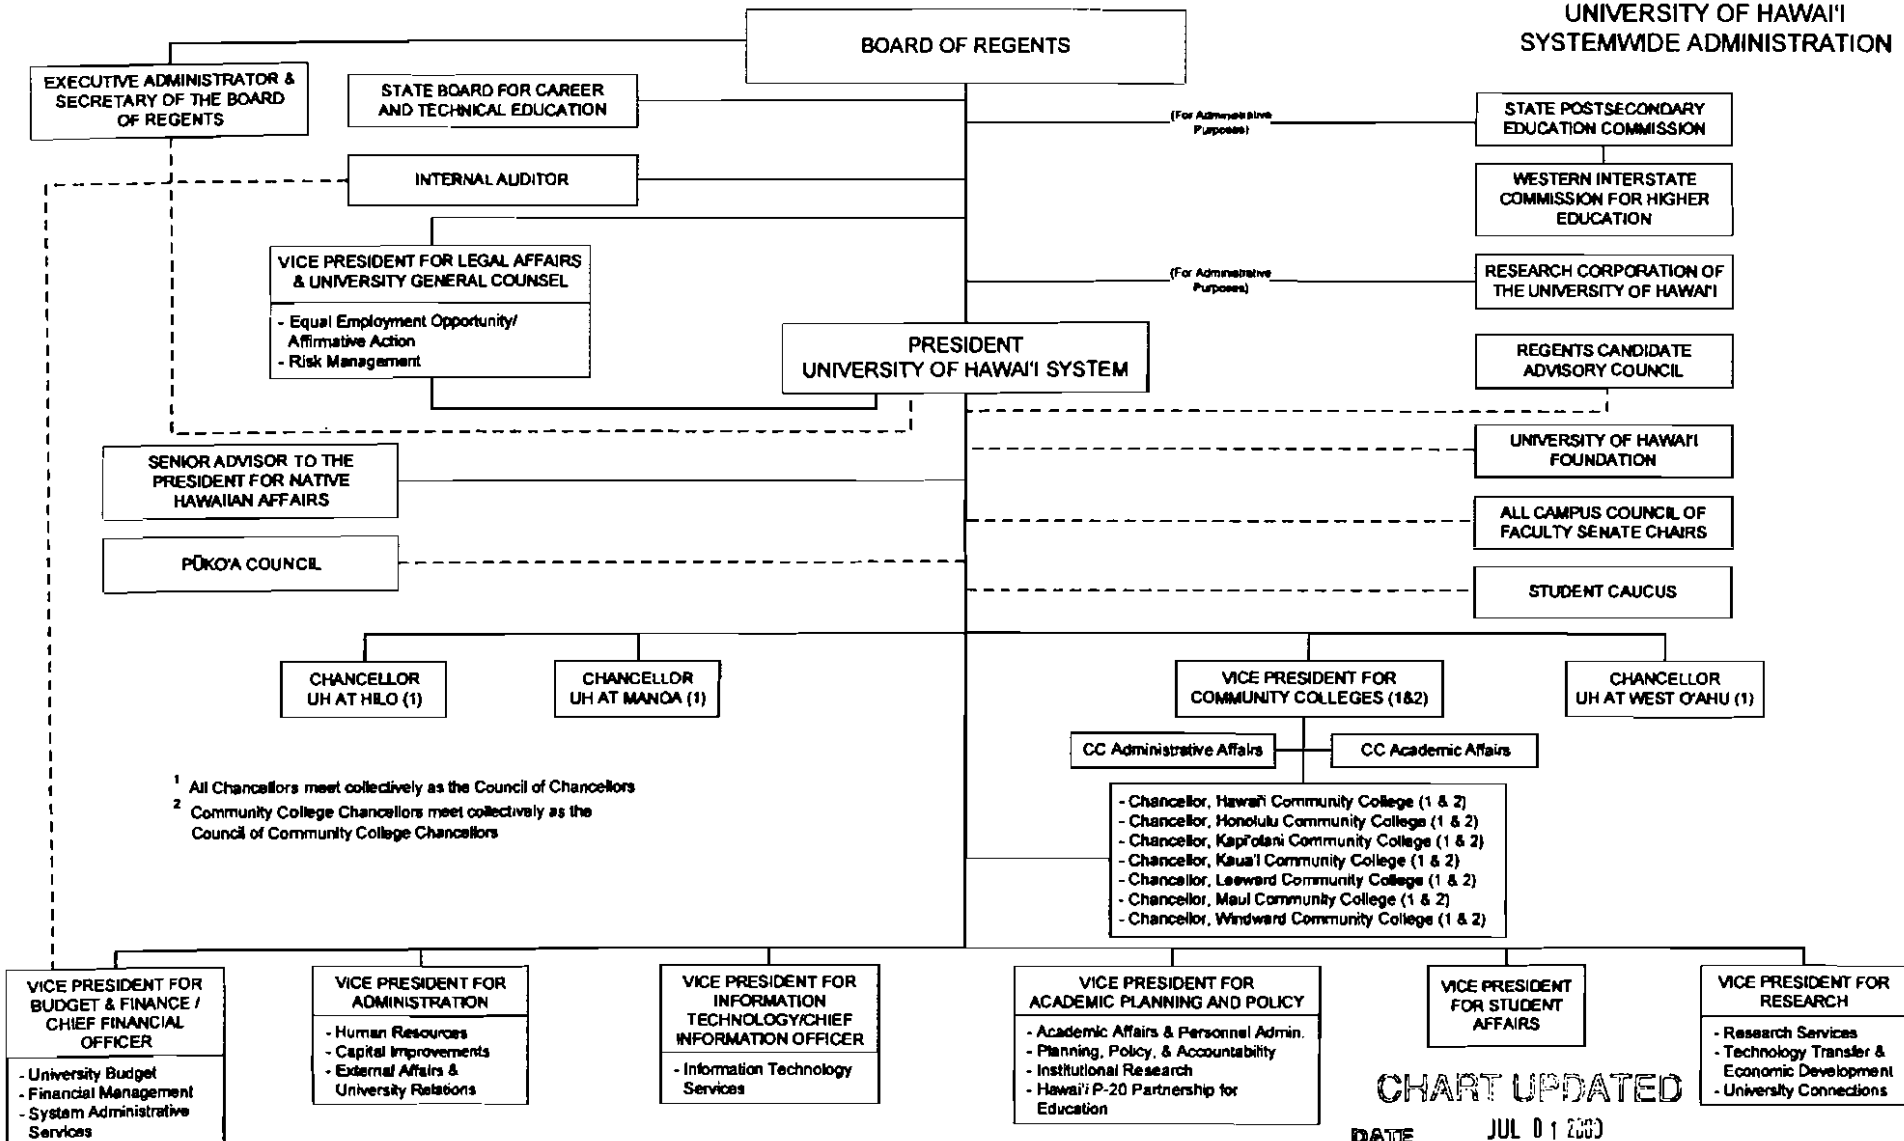 UNIVERSITY OF HAWAI'I
SYSTEMWIDE ADMINISTRATION
BOARD OF REGENTS
EXECUTIVE ADMINISTRATOR &
SECRETARY OF THE BOARD
OF REGENTS
STATE BOARD FOR CAREER
AND TECHNICAL EDUCATION
(For Administrative
Purposes)
STATE POSTSECONDARY
EDUCATION COMMISSION
INTERNAL AUDITOR
WESTERN INTERSTATE
COMMISSION FOR HIGHER
EDUCATION
VICE PRESIDENT FOR LEGAL AFFAIRS
& UNIVERSITY GENERAL COUNSEL
- Equal Employment Opportunity/
Affirmative Action
- Risk Management
(For Administrative
Purposes)
RESEARCH CORPORATION OF
THE UNIVERSITY OF HAWAI'I
PRESIDENT
UNIVERSITY OF HAWAI'I SYSTEM
REGENTS CANDIDATE
ADVISORY COUNCIL
SENIOR ADVISOR TO THE
PRESIDENT FOR NATIVE
HAWAIIAN AFFAIRS
UNIVERSITY OF HAWAI'I
FOUNDATION
ALL CAMPUS COUNCIL OF
FACULTY SENATE CHAIRS
PŪKO'A COUNCIL
STUDENT CAUCUS
CHANCELLOR
UH AT HILO (1)
CHANCELLOR
UH AT MANOA (1)
VICE PRESIDENT FOR
COMMUNITY COLLEGES (1&2)
CHANCELLOR
UH AT WEST O'AHU (1)
CC Administrative Affairs
CC Academic Affairs
1 All Chancellors meet collectively as the Council of Chancellors
2 Community College Chancellors meet collectively as the
Council of Community College Chancellors
- Chancellor, Hawai'i Community College (1 & 2)
- Chancellor, Honolulu Community College (1 & 2)
- Chancellor, Kapi'olani Community College (1 & 2)
- Chancellor, Kaua'i Community College (1 & 2)
- Chancellor, Leeward Community College (1 & 2)
- Chancellor, Maui Community College (1 & 2)
- Chancellor, Windward Community College (1 & 2)
VICE PRESIDENT FOR
BUDGET & FINANCE /
CHIEF FINANCIAL
OFFICER
- University Budget
- Financial Management
- System Administrative
Services
VICE PRESIDENT FOR
ADMINISTRATION
- Human Resources
- Capital Improvements
- External Affairs &
University Relations
VICE PRESIDENT FOR
INFORMATION
TECHNOLOGY/CHIEF
INFORMATION OFFICER
- Information Technology
Services
VICE PRESIDENT FOR
ACADEMIC PLANNING AND POLICY
- Academic Affairs & Personnel Admin.
- Planning, Policy, & Accountability
- Institutional Research
- Hawai'i P-20 Partnership for
Education
VICE PRESIDENT
FOR STUDENT
AFFAIRS
VICE PRESIDENT FOR
RESEARCH
- Research Services
- Technology Transfer &
Economic Development
- University Connections
CHART UPDATED
DATE JUL 01